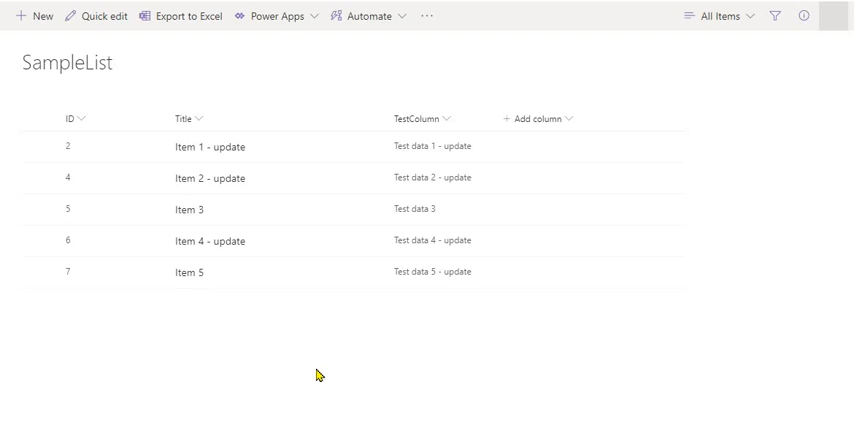 New Quick edit Export to Excel Power Apps Automate ··· All Items
SampleList
ID Title TestColumn + Add column
2 Item 1 - update Test data 1 - update
4 Item 2 - update Test data 2 - update
5 Item 3 Test data 3
6 Item 4 - update Test data 4 - update
7 Item 5 Test data 5 - update